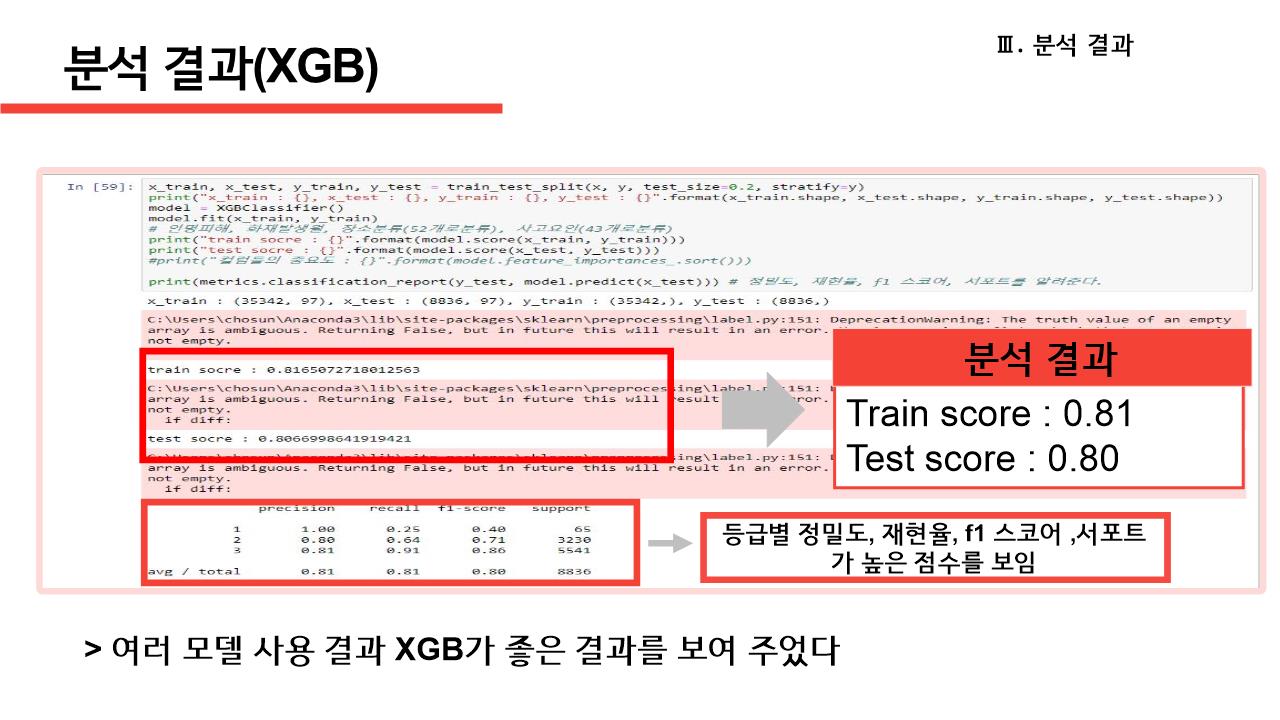 분석 결과(XGB)
Ⅲ. 분석 결과
In [59]:
x_train, x_test, y_train, y_test = train_test_split(x, y, test_size=0.2, stratify=y)
print("x_train : {}, x_test : {}, y_train : {}, y_test : {}".format(x_train.shape, x_test.shape, y_train.shape, y_test.shape))
model = XGBClassifier()
model.fit(x_train, y_train)
# 인명피해, 화재발생월, 장소분류(52개로분류), 사고요인(43개로분류)
print("train socre : {}".format(model.score(x_train, y_train)))
print("test socre : {}".format(model.score(x_test, y_test)))
#print("컬럼들의 중요도 : {}".format(model.feature_importances_.sort()))
print(metrics.classification_report(y_test, model.predict(x_test))) # 정밀도, 재현율, f1 스코어, 서포트를 알려준다.
x_train : (35342, 97), x_test : (8836, 97), y_train : (35342,), y_test : (8836,)
C:\Users\chosun\Anaconda3\lib\site-packages\sklearn\preprocessing\label.py:151: DeprecationWarning: The truth value of an empty
array is ambiguous. Returning False, but in future this will result in an error.
not empty.
train socre : 0.8165072718012563
C:\Users\chosun\Anaconda3\lib\site-packages\sklearn\preprocessing\label.py:151:
array is ambiguous. Returning False, but in future this will result in an error.
not empty.
if diff:
test socre : 0.8066998641919421
C:\Users\chosun\Anaconda3\lib\site-packages\sklearn\preprocessing\label.py:151:
array is ambiguous. Returning False, but in future this will result in an error.
not empty.
if diff:
precision recall f1-score support
1 1.00 0.25 0.40 65
2 0.80 0.64 0.71 3230
3 0.81 0.91 0.86 5541
avg / total 0.81 0.81 0.80 8836
분석 결과
Train score : 0.81
Test score : 0.80
등급별 정밀도, 재현율, f1 스코어 ,서포트
가 높은 점수를 보임
> 여러 모델 사용 결과 XGB가 좋은 결과를 보여 주었다